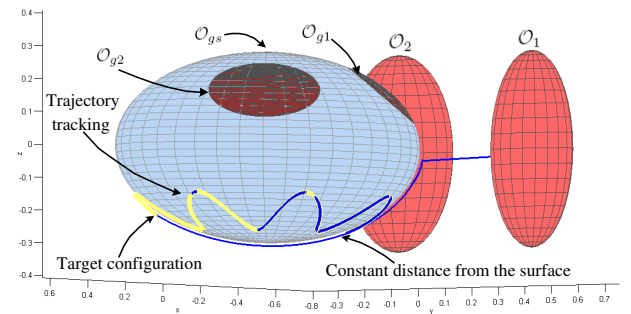 𝒪gs
𝒪g1
𝒪2
𝒪1
𝒪g2
Trajectory
tracking
Target configuration
Constant distance from the surface
0.4
0.3
0.2
0.1
0
-0.1
-0.2
-0.3
-0.4
z
0.6 0.4 0.2 0 -0.2 -0.4 -0.6 -0.3 -0.2 -0.1 0 0.1 0.2 0.3 0.4 0.5 0.6 0.7
x
Y